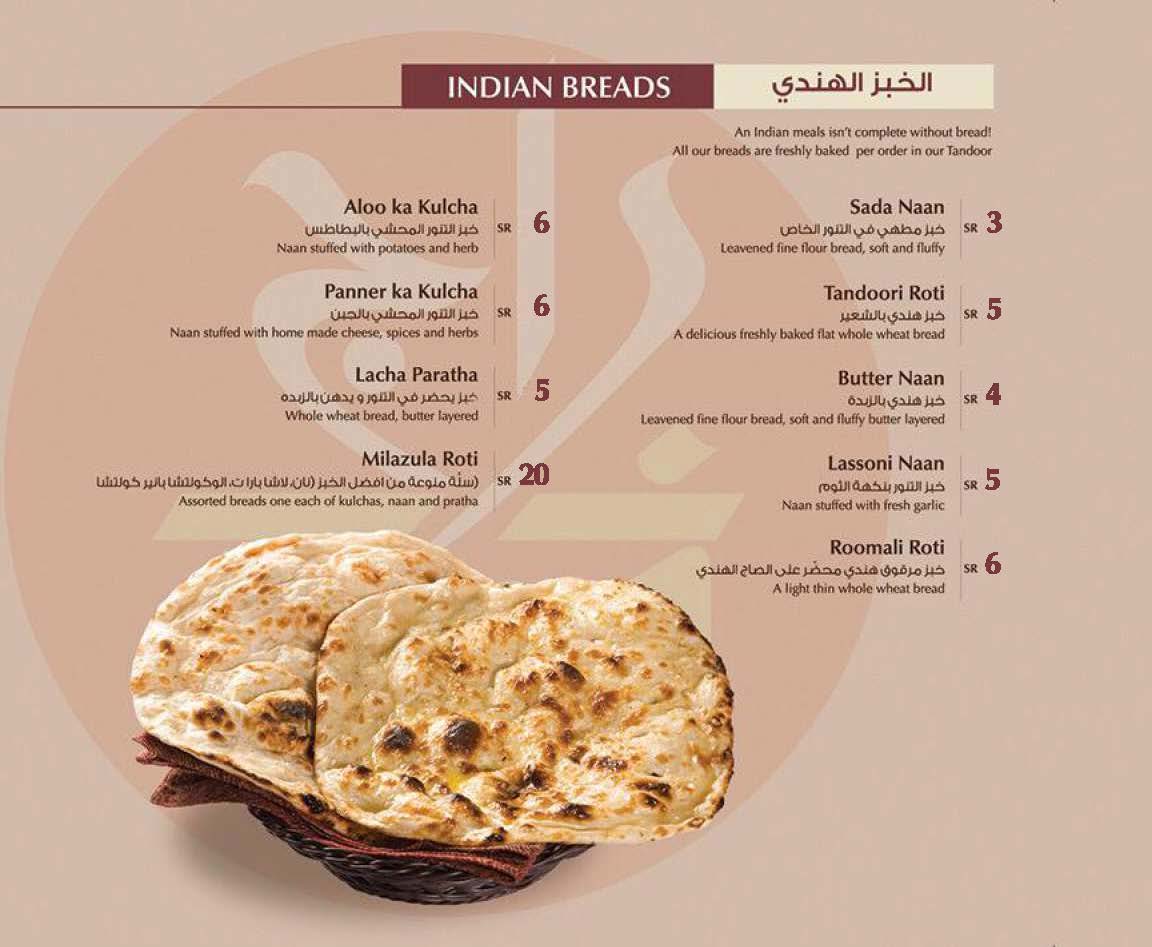 INDIAN BREADS
الخبز الهندي
An Indian meals isn't complete without bread!
All our breads are freshly baked per order in our Tandoor
Aloo ka Kulcha
خبز التنور المحشي بالبطاطس
Naan stuffed with potatoes and herb
SR 6
Panner ka Kulcha
خبز التنور المحشي بالجبن
Naan stuffed with home made cheese, spices and herbs
SR 6
Lacha Paratha
خبز يحضر في التنور و يدهن بالزبده
Whole wheat bread, butter layered
SR 5
Milazula Roti
(سلّة منوعة من افضل الخبز (نان، لاشا بارا ت، الوكولتشا بانير كولتشا
Assorted breads one each of kulchas, naan and pratha
SR 20
Sada Naan
خبز مطهي في التنور الخاص
Leavened fine flour bread, soft and fluffy
SR 3
Tandoori Roti
خبز هندي بالشعير
A delicious freshly baked flat whole wheat bread
SR 5
Butter Naan
خبز هندي بالزبدة
Leavened fine flour bread, soft and fluffy butter layered
SR 4
Lassoni Naan
خبز التنور بنكهة الثوم
Naan stuffed with fresh garlic
SR 5
Roomali Roti
خبز مرقوق هندي محضّر على الصاج الهندي
A light thin whole wheat bread
SR 6